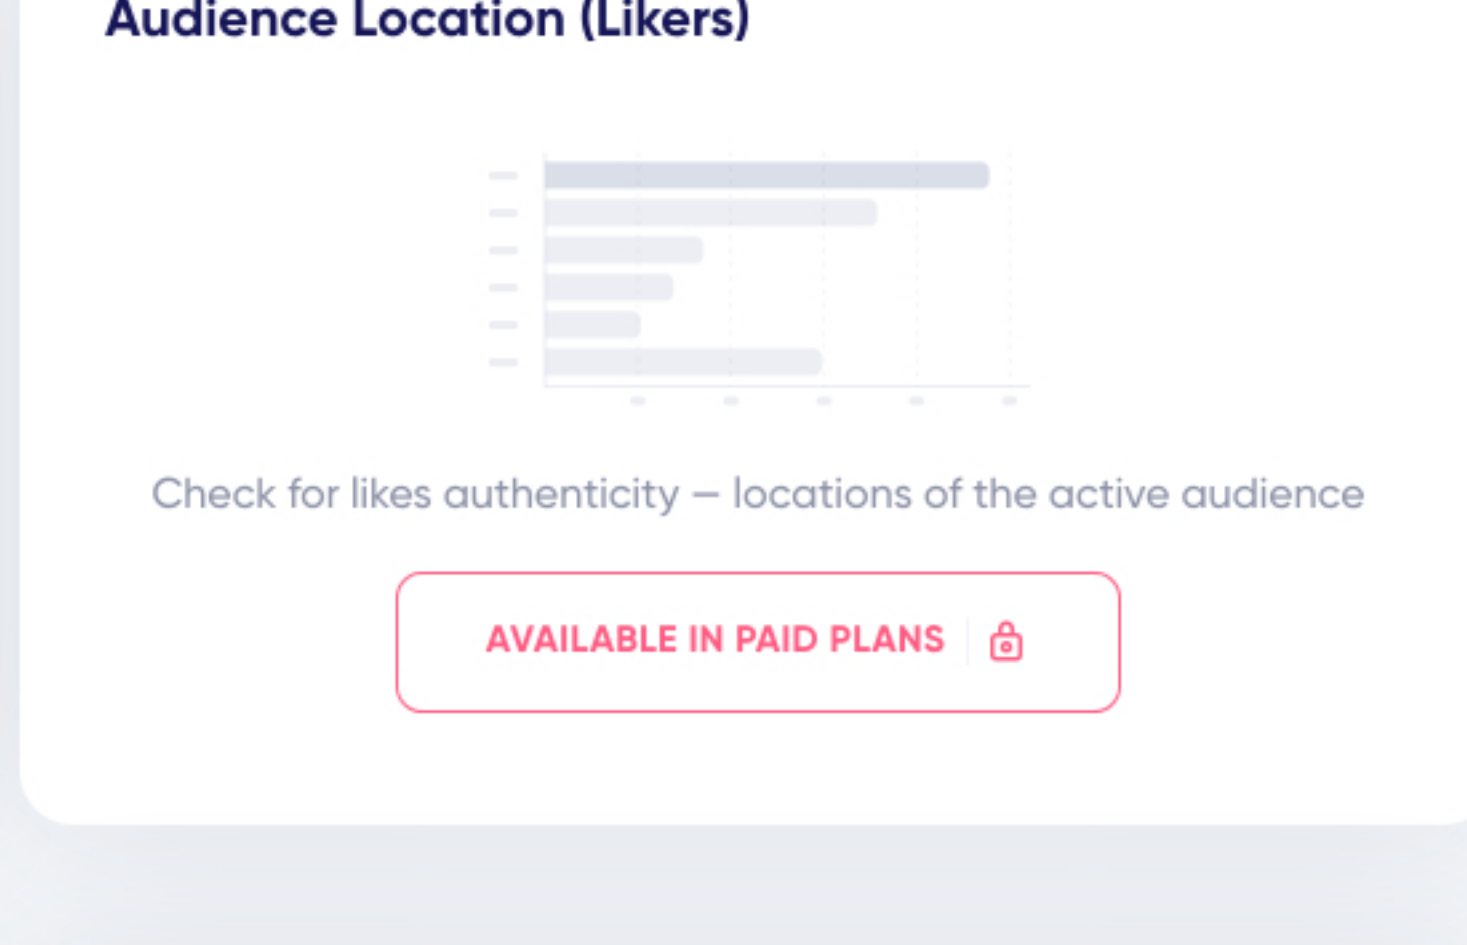 Audience Location (Likers)
Check for likes authenticity — locations of the active audience
AVAILABLE IN PAID PLANS